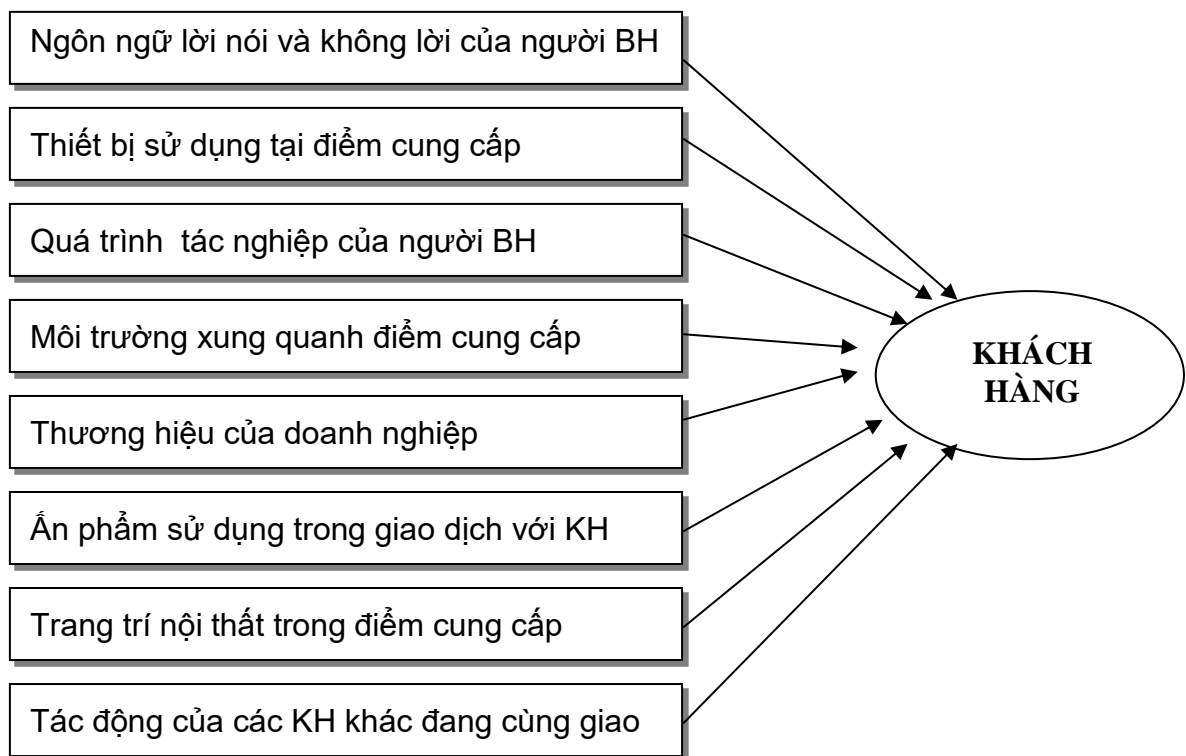 Ngôn ngữ lời nói và không lời của người BH
Thiết bị sử dụng tại điểm cung cấp
Quá trình tác nghiệp của người BH
Môi trường xung quanh điểm cung cấp
Thương hiệu của doanh nghiệp
Ấn phẩm sử dụng trong giao dịch với KH
Trang trí nội thất trong điểm cung cấp
Tác động của các KH khác đang cùng giao
KHÁCH
HÀNG